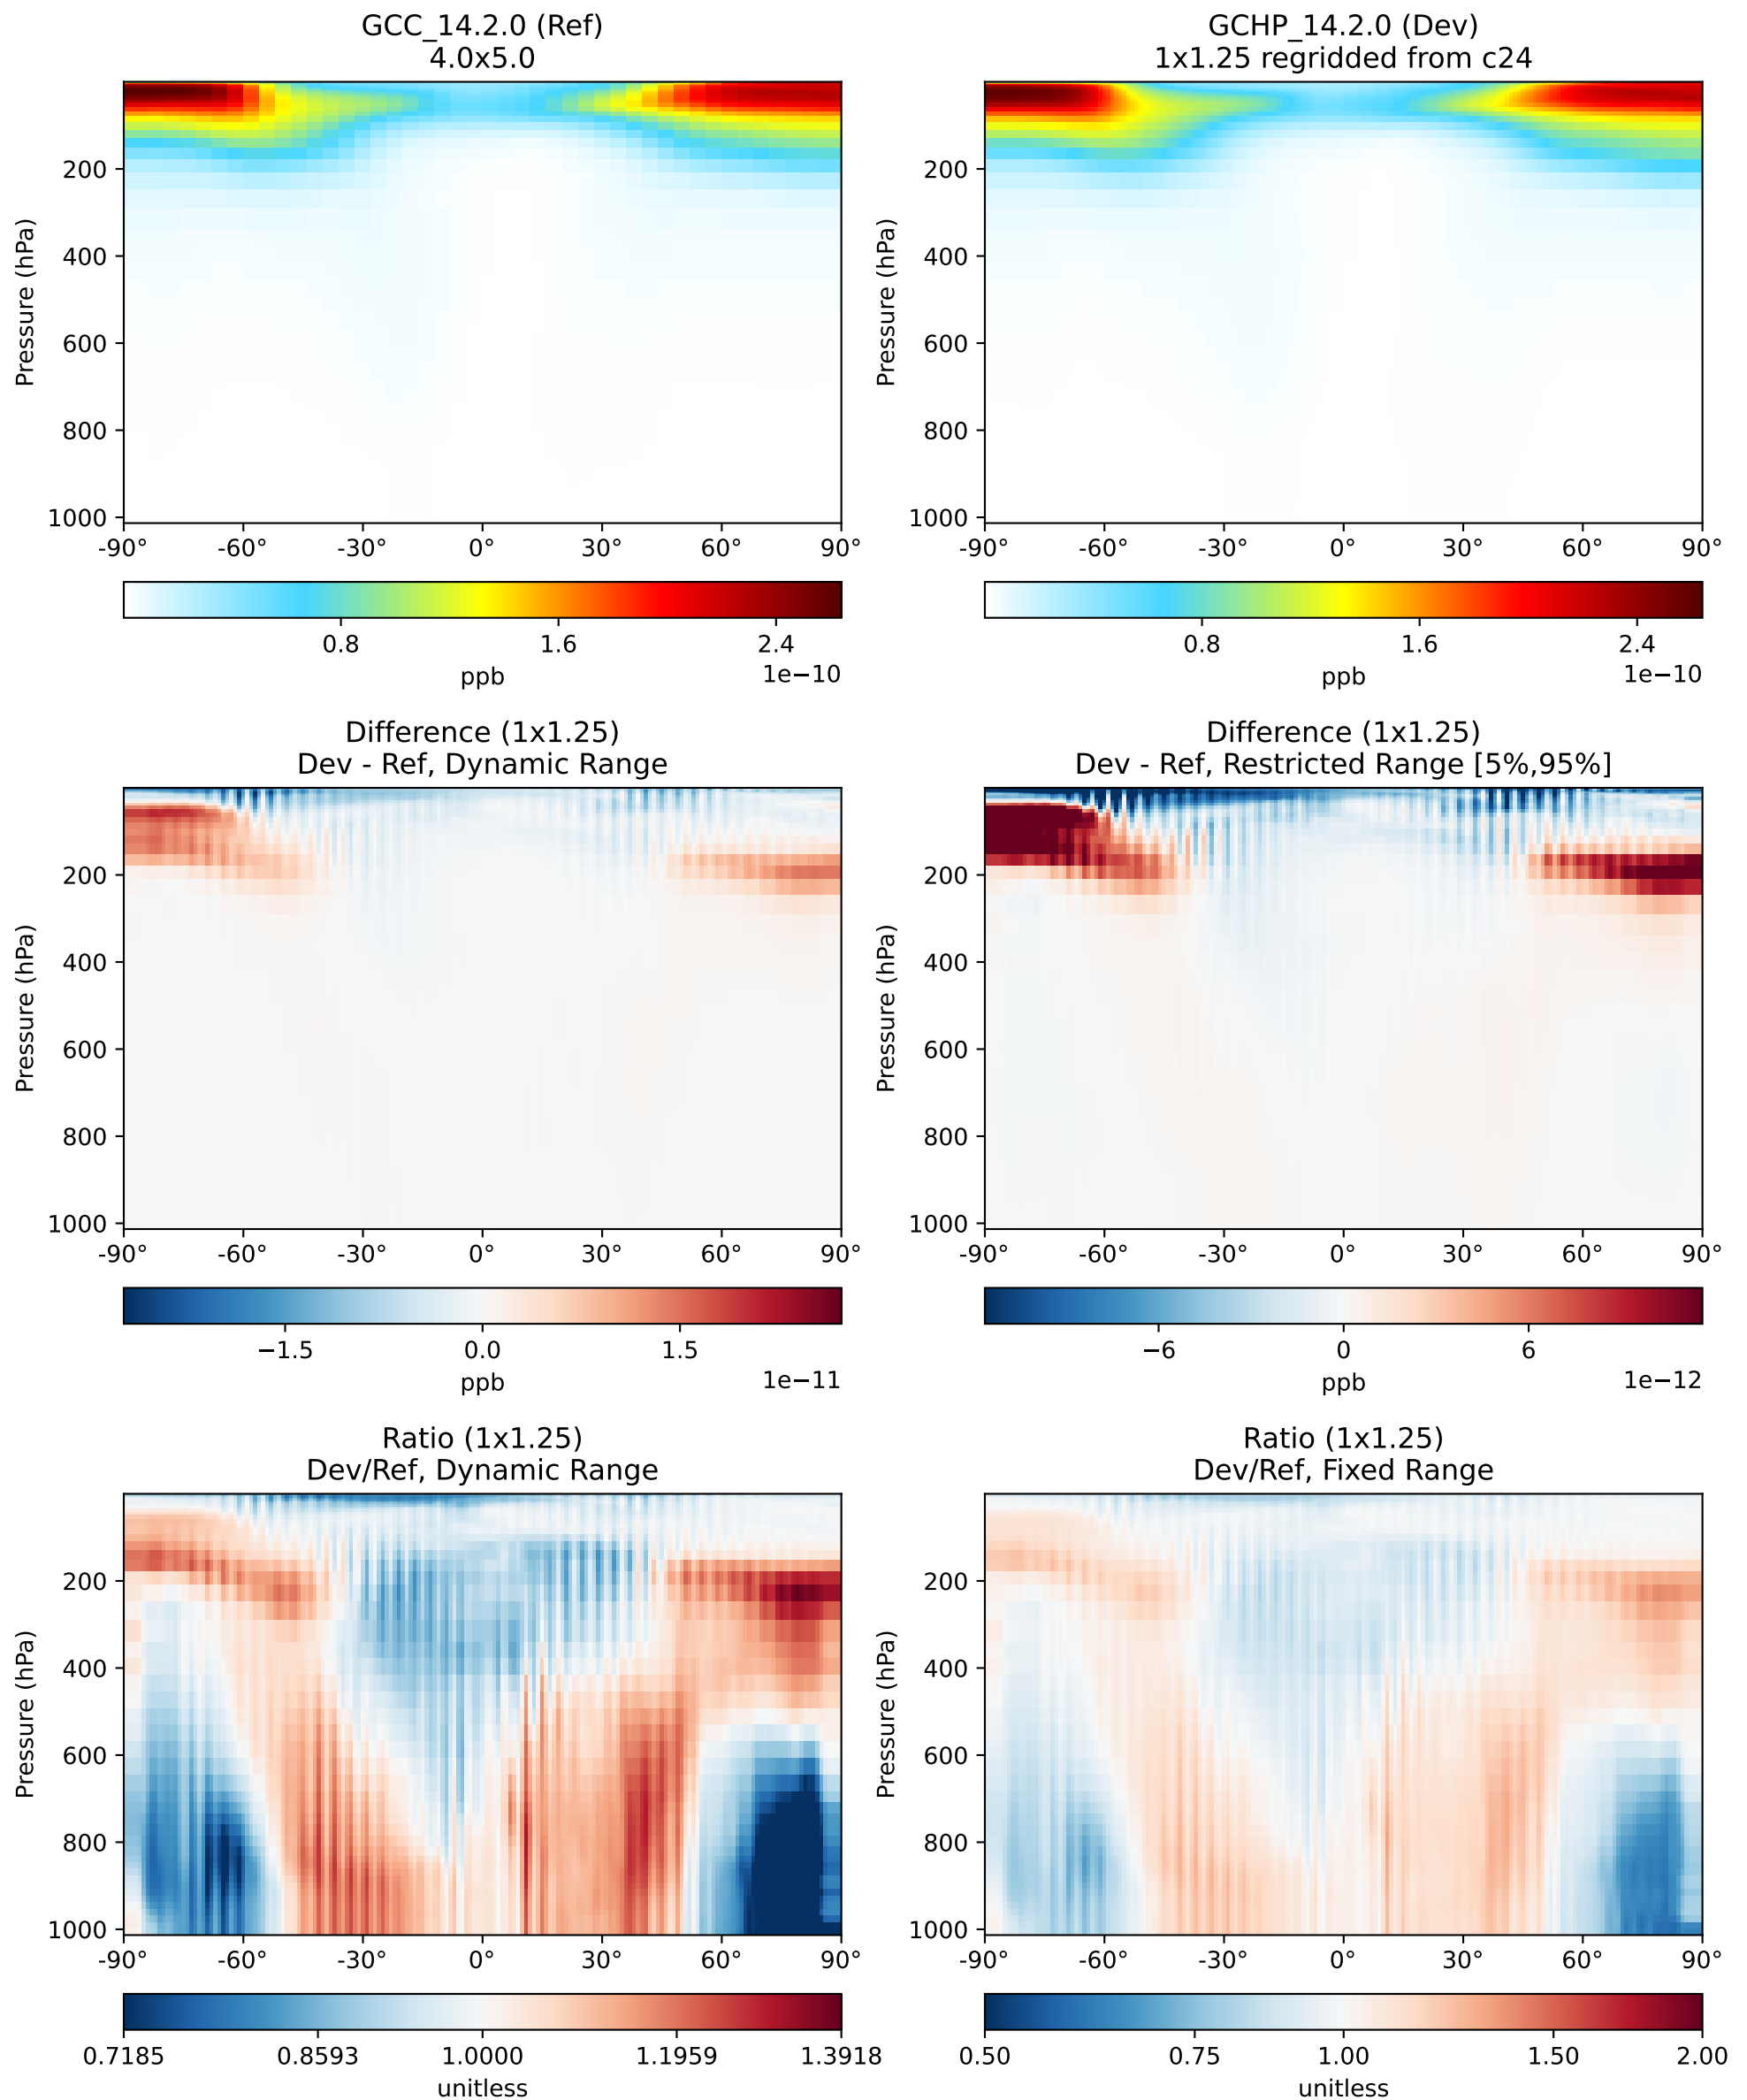 GCC_14.2.0 (Ref)
4.0x5.0
Pressure (hPa)
200
400
600
800
1000
-90° -60° -30° 0° 30° 60° 90°
0.8 1.6 2.4
1e−10
ppb
GCHP_14.2.0 (Dev)
1x1.25 regridded from c24
Pressure (hPa)
200
400
600
800
1000
-90° -60° -30° 0° 30° 60° 90°
0.8 1.6 2.4
1e−10
ppb
Difference (1x1.25)
Dev - Ref, Dynamic Range
Pressure (hPa)
200
400
600
800
1000
-90° -60° -30° 0° 30° 60° 90°
−1.5 0.0 1.5
1e−11
ppb
Difference (1x1.25)
Dev - Ref, Restricted Range [5%,95%]
Pressure (hPa)
200
400
600
800
1000
-90° -60° -30° 0° 30° 60° 90°
−6 0 6
1e−12
ppb
Ratio (1x1.25)
Dev/Ref, Dynamic Range
Pressure (hPa)
200
400
600
800
1000
-90° -60° -30° 0° 30° 60° 90°
0.7185 0.8593 1.0000 1.1959 1.3918
unitless
Ratio (1x1.25)
Dev/Ref, Fixed Range
Pressure (hPa)
200
400
600
800
1000
-90° -60° -30° 0° 30° 60° 90°
0.50 0.75 1.00 1.50 2.00
unitless